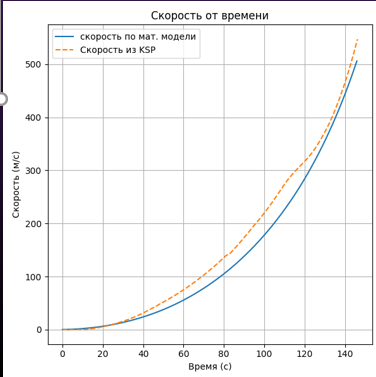 Скорость от времени
скорость по мат. модели
Скорость из KSP
Скорость (м/с)
500
400
300
200
100
0
0 20 40 60 80 100 120 140
Время (с)